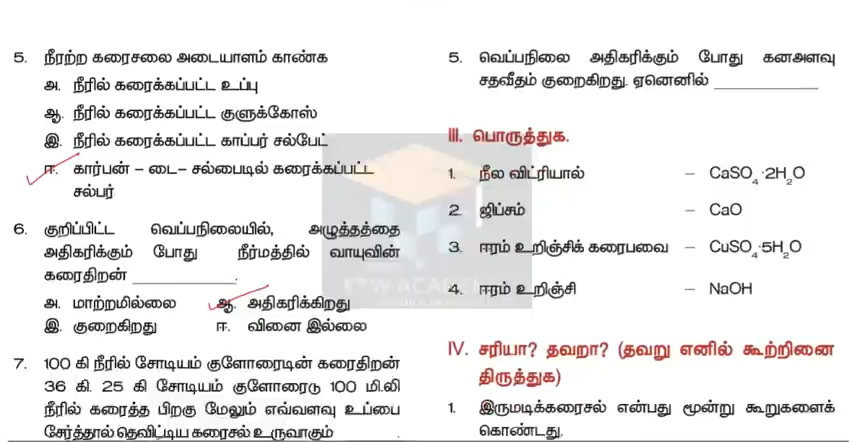 5. நீரற்ற கரைசலை அடையாளம் காண்க
அ. நீரில் கரைக்கப்பட்ட உப்பு
ஆ. நீரில் கரைக்கப்பட்ட குளுக்கோஸ்
இ. நீரில் கரைக்கப்பட்ட காப்பர் சல்பேட்
ஈ. கார்பன் – டை– சல்பைடில் கரைக்கப்பட்ட
சல்பர்
6. குறிப்பிட்ட வெப்பநிலையில், அழுத்தத்தை
அதிகரிக்கும் போது நீர்மத்தில் வாயுவின்
கரைதிறன் ____________.
அ. மாற்றமில்லை ஆ. அதிகரிக்கிறது
இ. குறைகிறது ஈ. வினை இல்லை
7. 100 கி நீரில் சோடியம் குளோரைடின் கரைதிறன்
36 கி. 25 கி சோடியம் குளோரைடு 100 மி.லி
நீரில் கரைத்த பிறகு மேலும் எவ்வளவு உப்பை
சேர்த்தால் தெவிட்டிய கரைசல் உருவாகும் ________.
5. வெப்பநிலை அதிகரிக்கும் போது கனஅளவு
சதவீதம் குறைகிறது. ஏனெனில் ____________
III. பொருத்துக.
1. நீல விட்ரியால் – CaSO₄·2H₂O
2. ஜிப்சம் – CaO
3. ஈரம் உறிஞ்சிக் கரைபவை – CuSO₄·5H₂O
4. ஈரம் உறிஞ்சி – NaOH
IV. சரியா? தவறா? (தவறு எனில் கூற்றினை
திருத்துக)
1. இருமடிக்கரைசல் என்பது மூன்று கூறுகளைக்
கொண்டது.